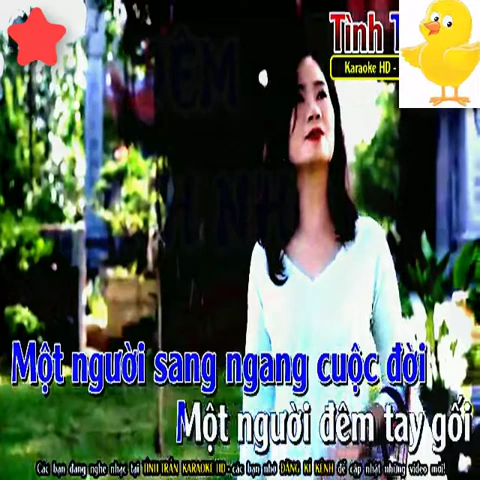 Tình T
Karaoke HD -
Một người sang ngang cuộc đời
Một người đêm tay gối
Các bạn đang nghe nhạc tại TÌNH TRẦN KARAOKE HD - các bạn nhớ ĐĂNG KÍ KÊNH để cập nhật những video mới!